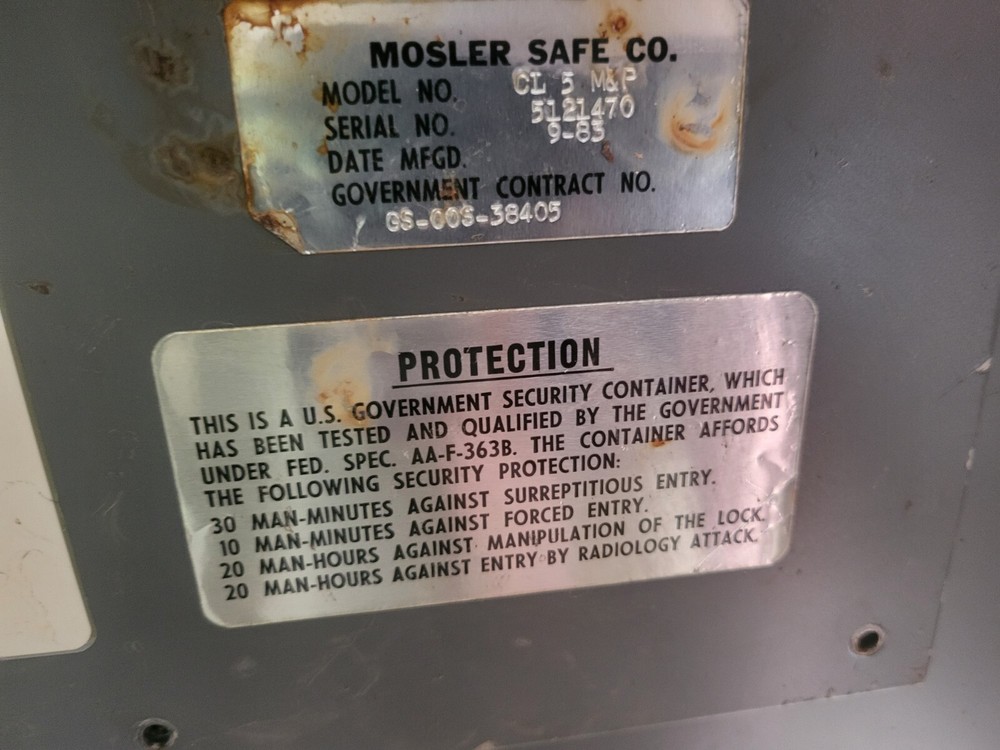 MOSLER SAFE CO.
MODEL NO. CL 5 M&P
SERIAL NO. 5121470
DATE MFGD. 9-83
GOVERNMENT CONTRACT NO.
GS-00S-38405
PROTECTION
THIS IS A U.S. GOVERNMENT SECURITY CONTAINER, WHICH
HAS BEEN TESTED AND QUALIFIED BY THE GOVERNMENT
UNDER FED. SPEC. AA-F-363B. THE CONTAINER AFFORDS
THE FOLLOWING SECURITY PROTECTION:
30 MAN-MINUTES AGAINST SURREPTITIOUS ENTRY.
10 MAN-MINUTES AGAINST FORCED ENTRY.
20 MAN-HOURS AGAINST MANIPULATION OF THE LOCK.
20 MAN-HOURS AGAINST ENTRY BY RADIOLOGY ATTACK.